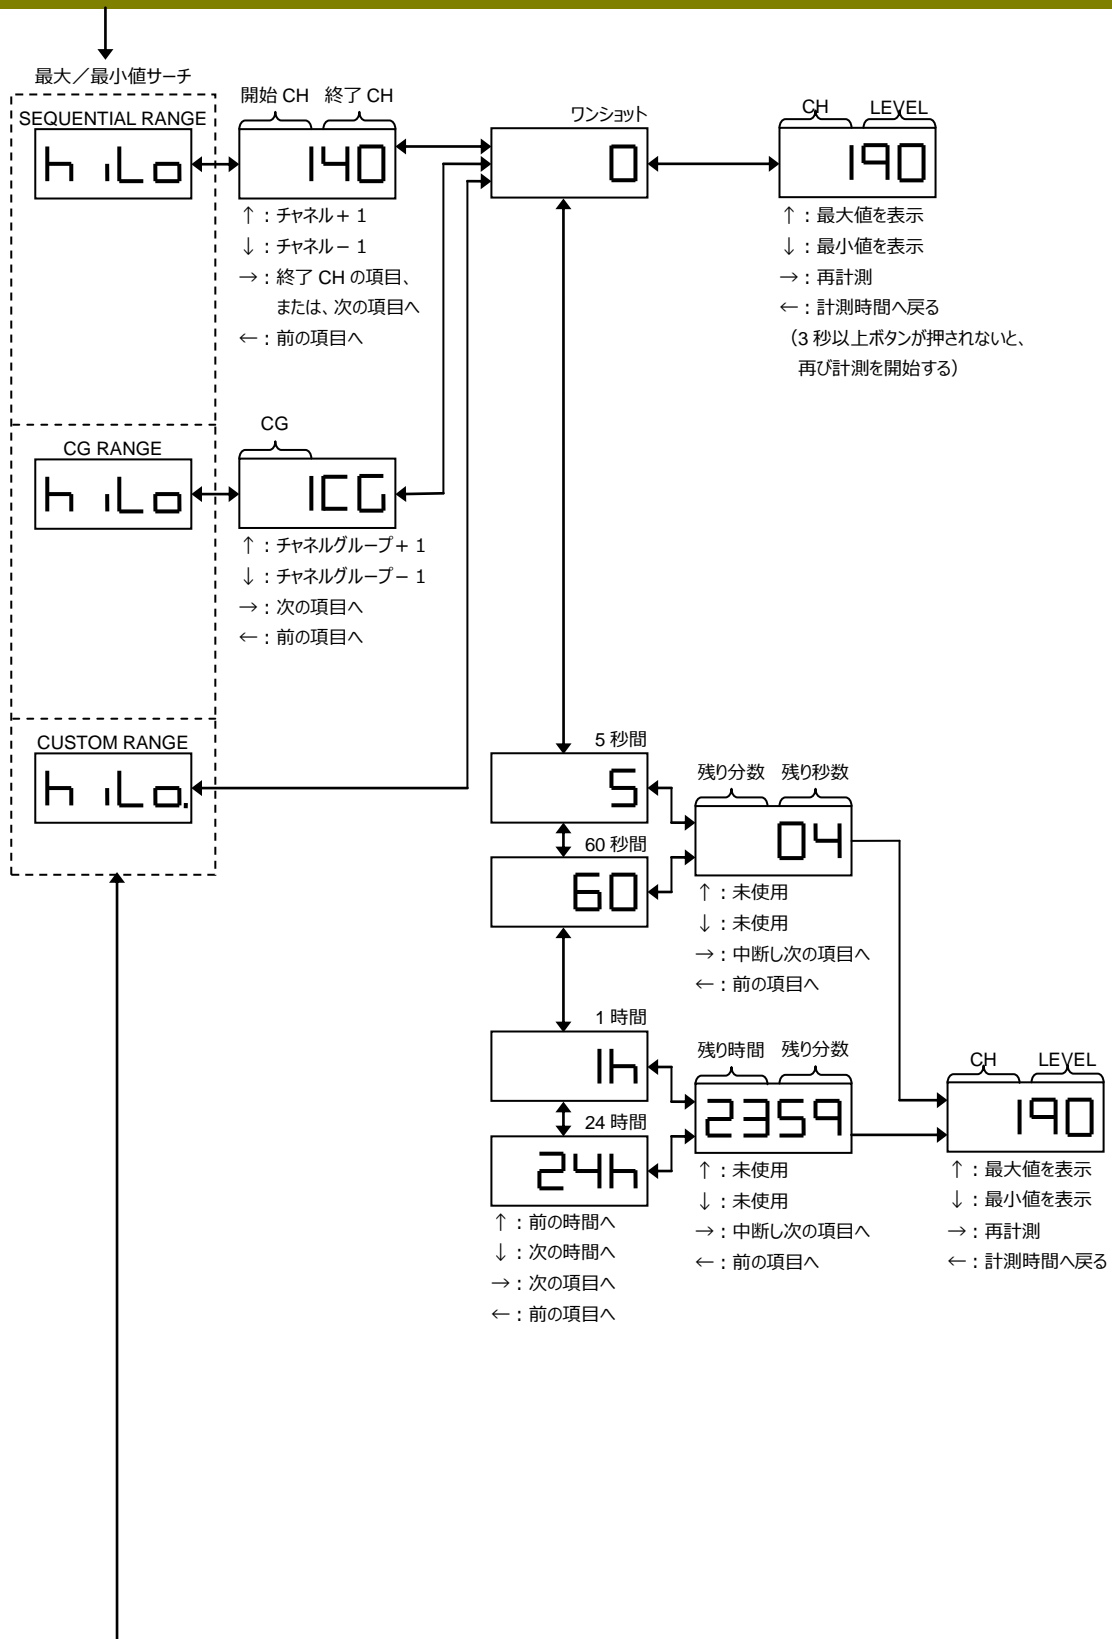 最大／最小値サーチ
SEQUENTIAL RANGE
hiLo
開始 CH 終了 CH
140
↑：チャネル＋ 1
↓：チャネル－ 1
→：終了 CH の項目、
または、次の項目へ
←：前の項目へ
ワンショット
0
CH LEVEL
190
↑：最大値を表示
↓：最小値を表示
→：再計測
←：計測時間へ戻る
（3 秒以上ボタンが押されないと、
再び計測を開始する）
CG RANGE
hiLo
CG
1CG
↑：チャネルグループ＋ 1
↓：チャネルグループ－ 1
→：次の項目へ
←：前の項目へ
CUSTOM RANGE
hiLo.
5 秒間
5
60 秒間
60
残り分数 残り秒数
04
↑：未使用
↓：未使用
→：中断し次の項目へ
←：前の項目へ
1 時間
1h
24 時間
24h
↑：前の時間へ
↓：次の時間へ
→：次の項目へ
←：前の項目へ
残り時間 残り分数
2359
↑：未使用
↓：未使用
→：中断し次の項目へ
←：前の項目へ
CH LEVEL
190
↑：最大値を表示
↓：最小値を表示
→：再計測
←：計測時間へ戻る